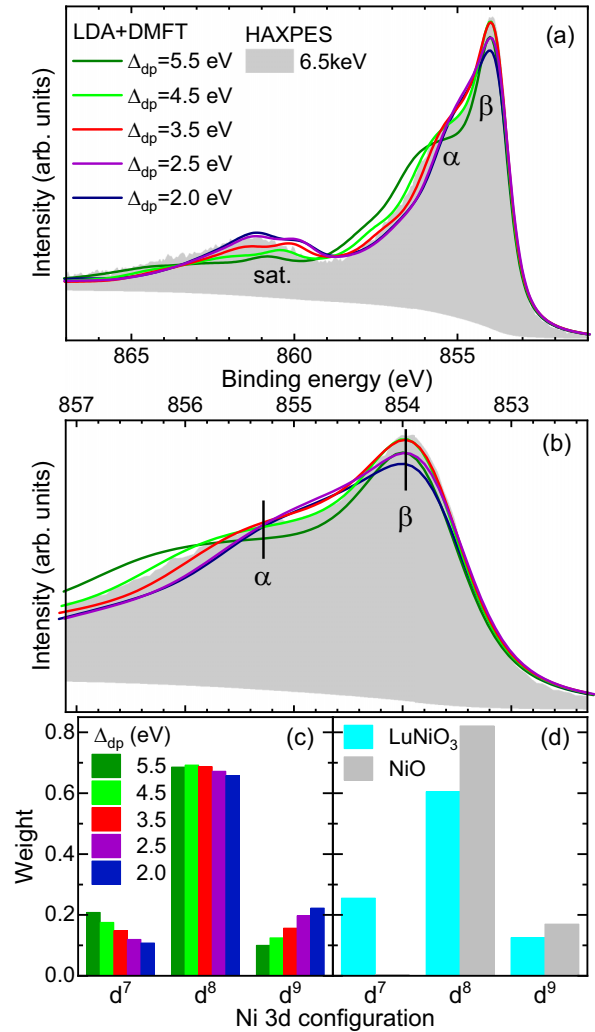 LDA+DMFT
HAXPES
(a)
Δdp=5.5 eV
6.5keV
Δdp=4.5 eV
Δdp=3.5 eV
Δdp=2.5 eV
Δdp=2.0 eV
β
α
sat.
Intensity (arb. units)
865 860 855
Binding energy (eV)
857 856 855 854 853
(b)
β
α
Intensity (arb. units)
0.8
Δdp (eV)
(c)
5.5
4.5
3.5
2.5
2.0
LuNiO3
(d)
NiO
0.6
0.4
0.2
0.0
Weight
d7 d8 d9 d7 d8 d9
Ni 3d configuration